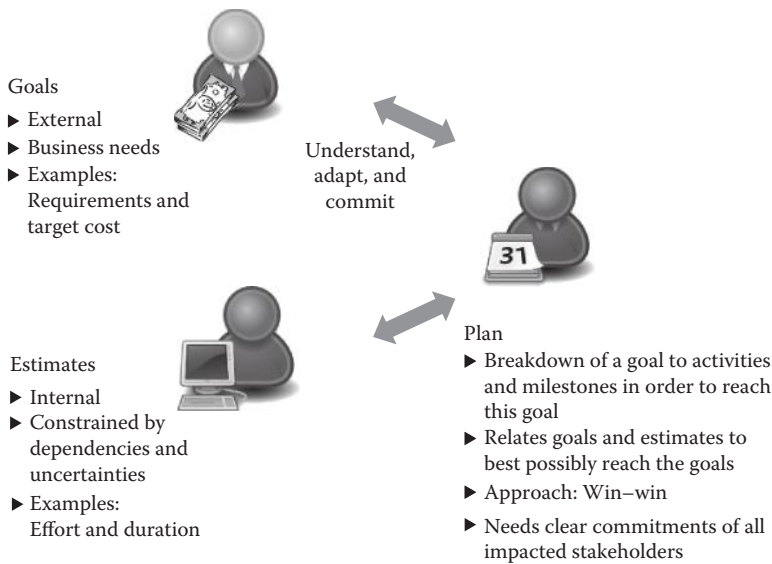 Goals
▶ External
▶ Business needs
▶ Examples:
Requirements and
target cost
Understand,
adapt, and
commit
31
Estimates
▶ Internal
▶ Constrained by
dependencies and
uncertainties
▶ Examples:
Effort and duration
Plan
▶ Breakdown of a goal to activities
and milestones in order to reach
this goal
▶ Relates goals and estimates to
best possibly reach the goals
▶ Approach: Win–win
▶ Needs clear commitments of all
impacted stakeholders